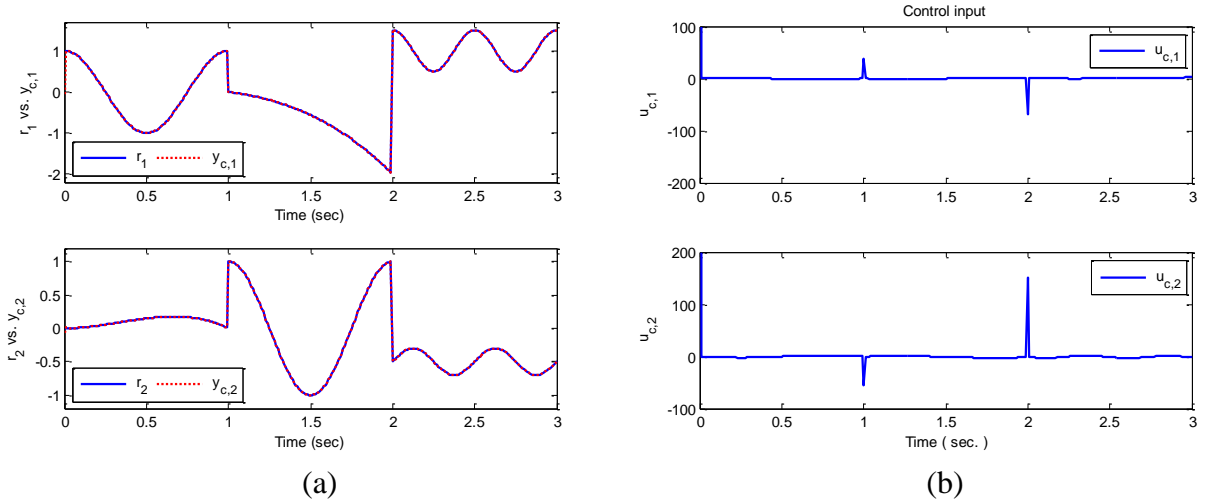 r1 vs. yc,1
1
0
-1
-2
r1 yc,1
0 0.5 1 1.5 2 2.5 3
Time (sec)
r2 vs. yc,2
1
0.5
0
-0.5
-1
r2 yc,2
0 0.5 1 1.5 2 2.5 3
Time (sec)
(a)
Control input
uc,1
100
0
-100
-200
uc,1
0 0.5 1 1.5 2 2.5 3
uc,2
200
100
0
-100
uc,2
0 0.5 1 1.5 2 2.5 3
Time ( sec. )
(b)